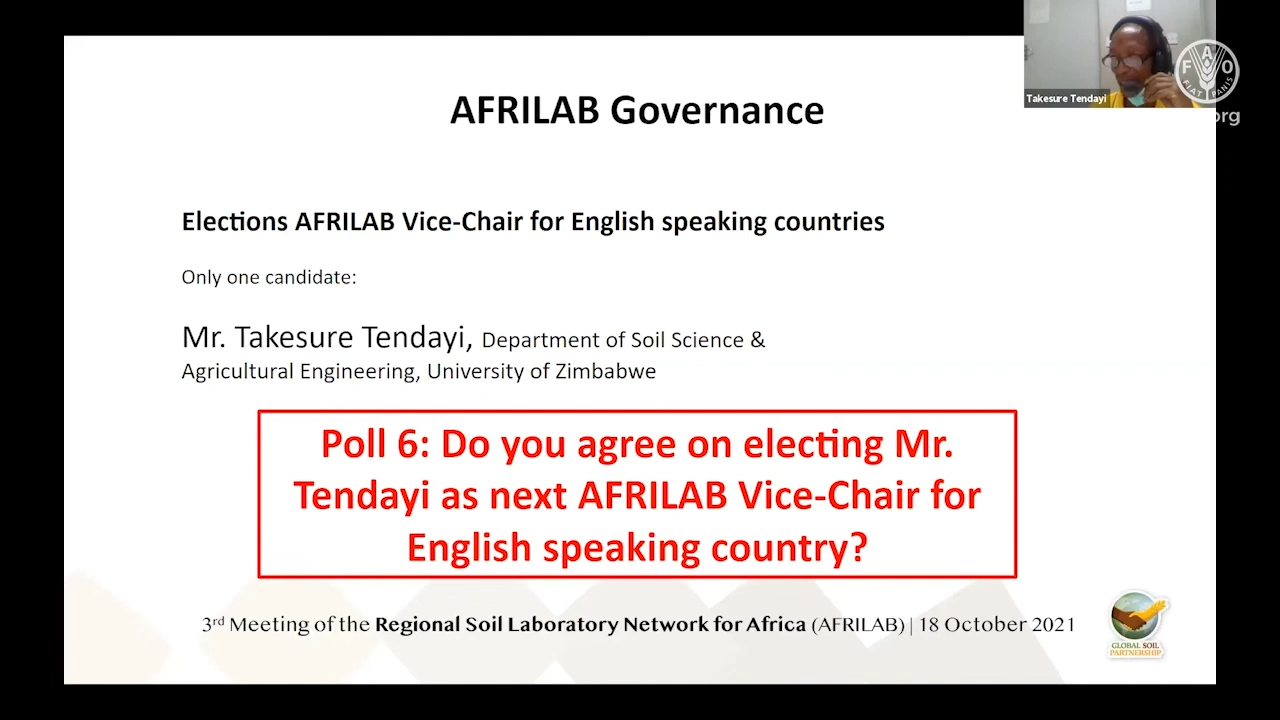 AFRILAB Governance
Takesure Tendayi
FAO
FIAT PANIS
org
Elections AFRILAB Vice-Chair for English speaking countries
Only one candidate:
Mr. Takesure Tendayi, Department of Soil Science &
Agricultural Engineering, University of Zimbabwe
Poll 6: Do you agree on electing Mr.
Tendayi as next AFRILAB Vice-Chair for
English speaking country?
3rd Meeting of the Regional Soil Laboratory Network for Africa (AFRILAB) | 18 October 2021
GLOBAL SOIL
PARTNERSHIP